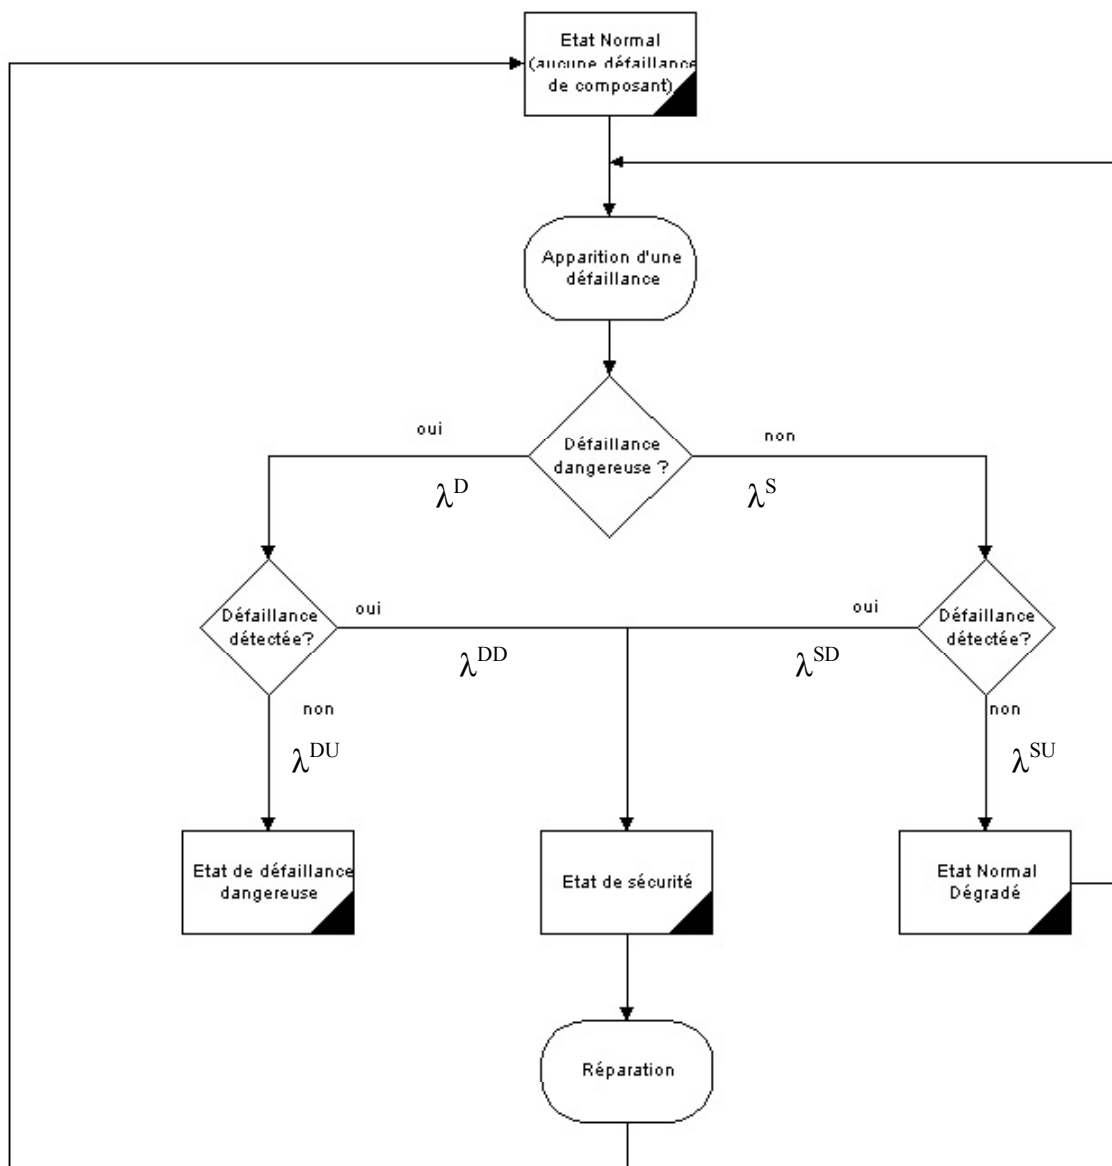 Etat Normal
(aucune défaillance
de composant)
Apparition d'une
défaillance
oui
non
Défaillance
dangereuse ?
λᴰ
λˢ
Défaillance
détectée?
oui
oui
Défaillance
détectée?
λᴰᴰ
λˢᴰ
non
non
λᴰᵁ
λˢᵁ
Etat de défaillance
dangereuse
Etat de sécurité
Etat Normal
Dégradé
Réparation